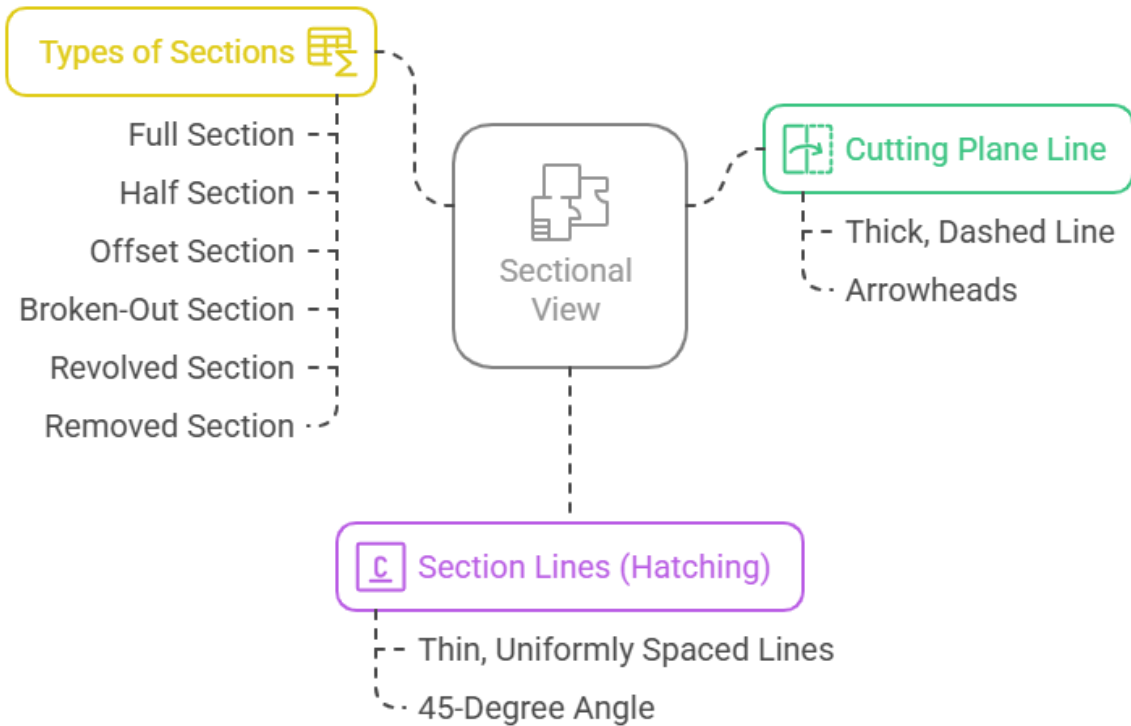 Types of Sections
Full Section
Half Section
Offset Section
Broken-Out Section
Revolved Section
Removed Section
Sectional
View
Cutting Plane Line
Thick, Dashed Line
Arrowheads
C
Section Lines (Hatching)
Thin, Uniformly Spaced Lines
45-Degree Angle